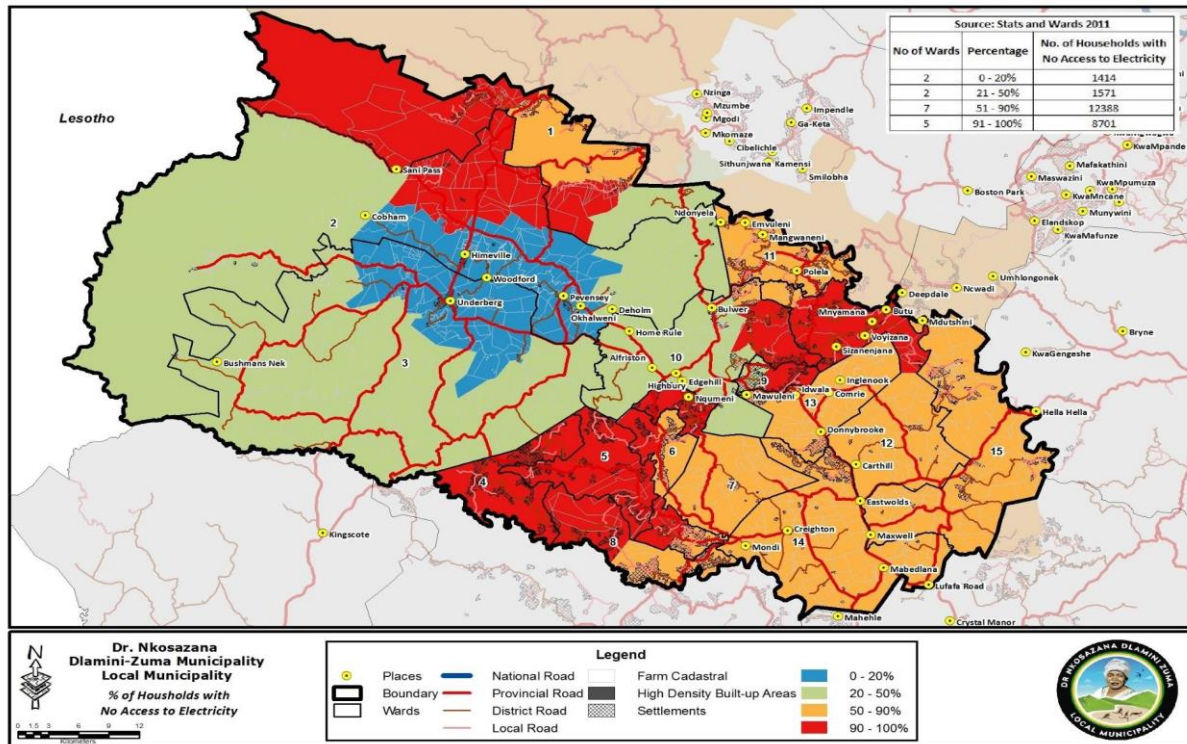 Source: Stats and Wards 2011
No of Wards Percentage No. of Households with No Access to Electricity
2 0 - 20% 1414
2 21 - 50% 1571
7 51 - 90% 12388
5 91 - 100% 8701
Lesotho
Nzinga
Mzumbe
Mgodi
Mkomaze
Impendle
Ga-Keta
Cibelichle
Sithunjwana Kamensi
Smilobha
KwaMpande
Mafakathini
Maswazini
KwaMpumuza
KwaMncane
Munywini
Elandskop
KwaMafunze
Boston Park
1
Sani Pass
Cobham
2
Ndonyela
Emvuleni
Mangwaneni
11
Polela
Himeville
Woodford
Underberg
Pevensey
Okhalweni
Deholm
Bulwer
Home Rule
Umhlongonek
Ncwadi
Deepdale
Butu
Mdutshini
Mnyamana
Noyizana
Sizanenjana
Bryne
KwaGengeshe
Bushmans Nek
3
Alfriston
10
Highbury
Edgehill
9
Nqumeni
Mawuleni
Idwala
Inglenook
Comrie
13
Hella Hella
Donnybrooke
12
15
4
5
6
7
8
Carthill
Eastwolds
Creighton
14
Mondi
Maxwell
Mabedlana
Lufafa Road
Mahehle
Crystal Manor
Kingscote
N
Dr. Nkosazana
Dlamini-Zuma Municipality
Local Municipality
% of Housholds with
No Access to Electricity
0 1.5 3 6 9 12
Kilometers
Legend
Places
Boundary
Wards
National Road
Provincial Road
District Road
Local Road
Farm Cadastral
High Density Built-up Areas
Settlements
0 - 20%
20 - 50%
50 - 90%
90 - 100%
DR NKOSAZANA DLAMINI ZUMA
LOCAL MUNICIPALITY